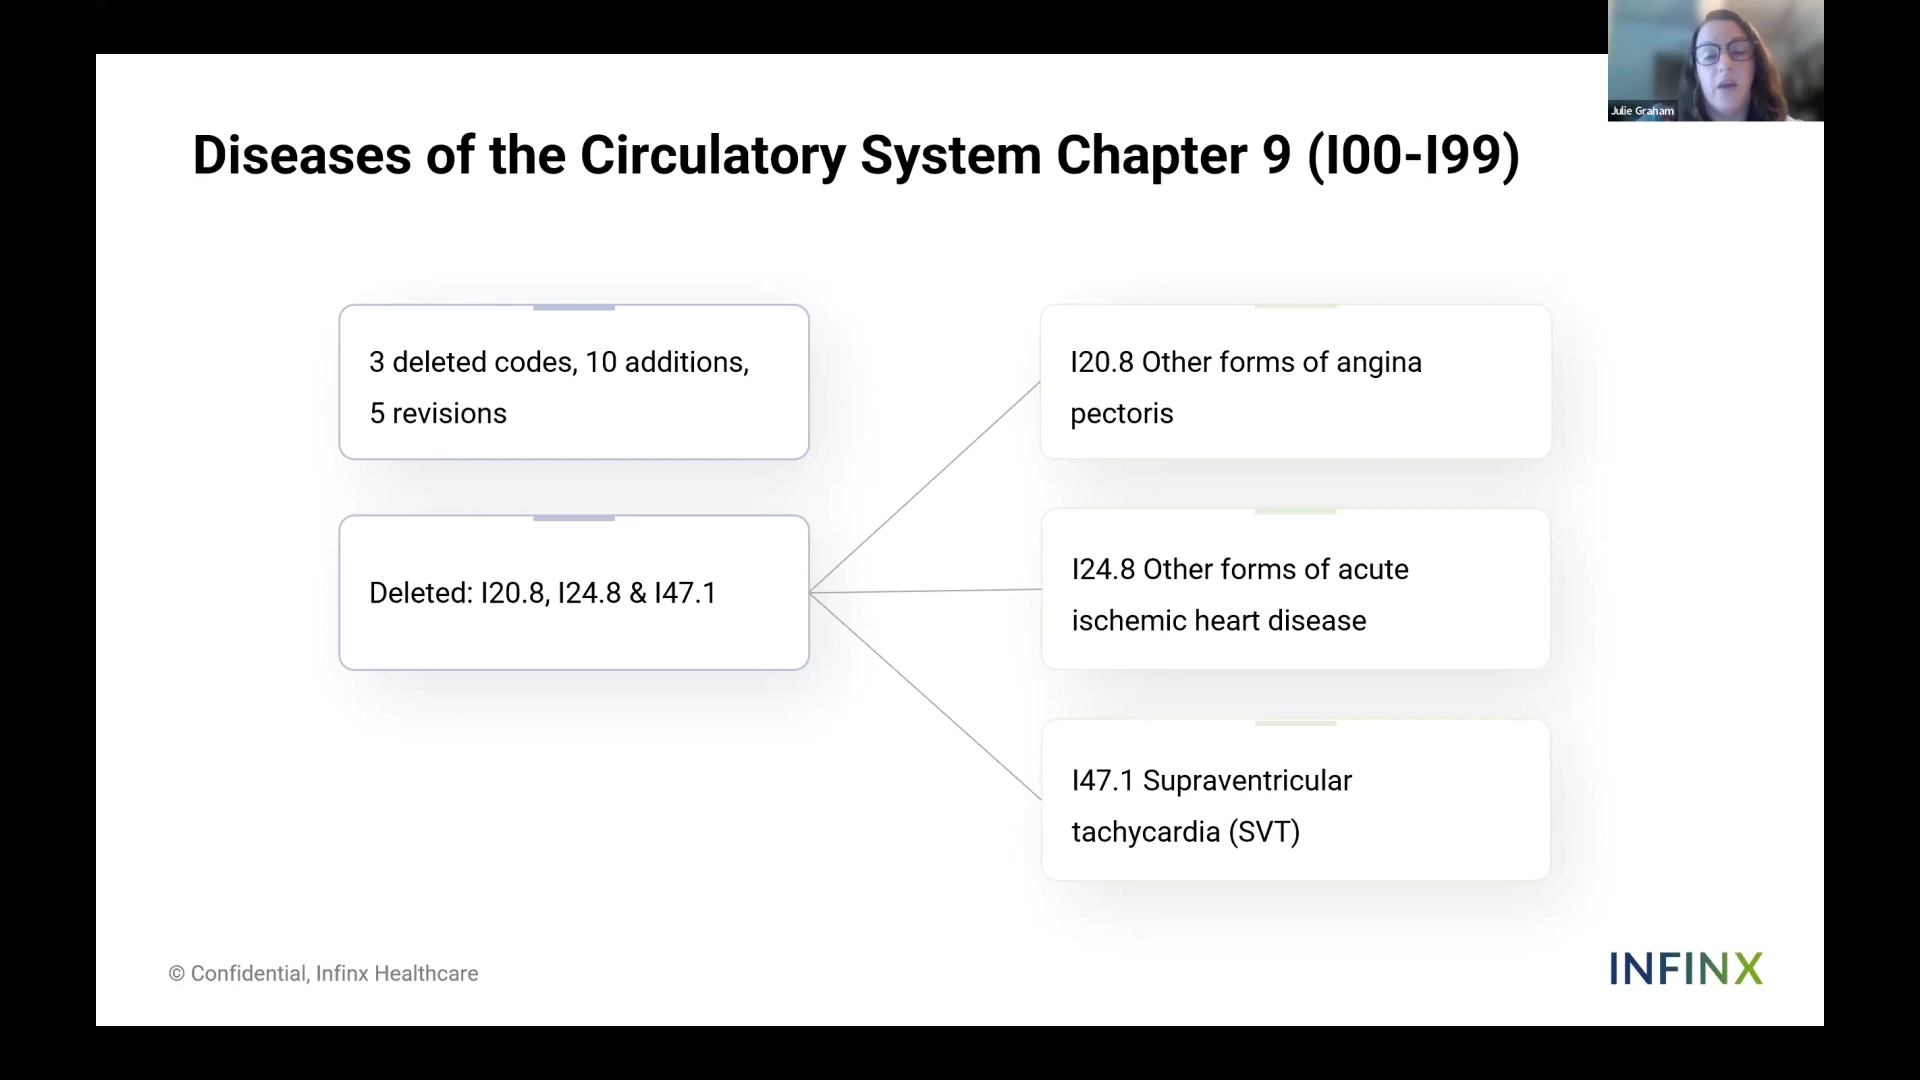 Julie Graham
Diseases of the Circulatory System Chapter 9 (I00-I99)
3 deleted codes, 10 additions,
5 revisions
Deleted: I20.8, I24.8 & I47.1
I20.8 Other forms of angina
pectoris
I24.8 Other forms of acute
ischemic heart disease
I47.1 Supraventricular
tachycardia (SVT)
© Confidential, Infinx Healthcare
INFINX